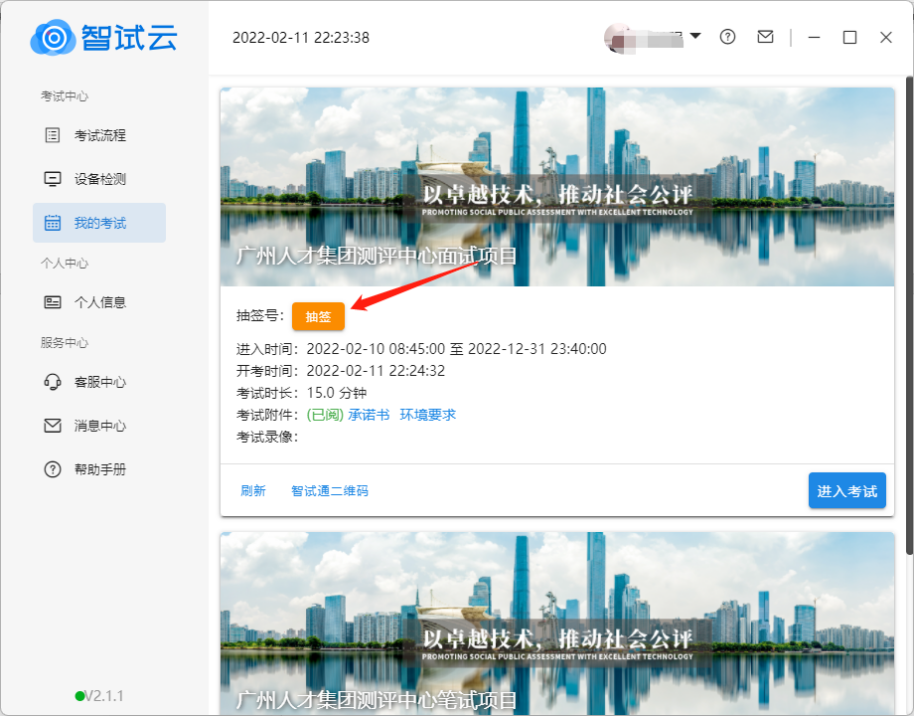 智试云
2022-02-11 22:23:38
考试中心
考试流程
设备检测
我的考试
个人中心
个人信息
服务中心
客服中心
消息中心
帮助手册
V2.1.1
以卓越技术，推动社会公评
PROMOTING SOCIAL PUBLIC ASSESSMENT WITH EXCELLENT TECHNOLOGY
广州人才集团测评中心面试项目
抽签号： 抽签
进入时间：2022-02-10 08:45:00 至 2022-12-31 23:40:00
开考时间：2022-02-11 22:24:32
考试时长：15.0 分钟
考试附件：(已阅) 承诺书 环境要求
考试录像：
刷新 智试通二维码 进入考试
以卓越技术，推动社会公评
PROMOTING SOCIAL PUBLIC ASSESSMENT WITH EXCELLENT TECHNOLOGY
广州人才集团测评中心笔试项目